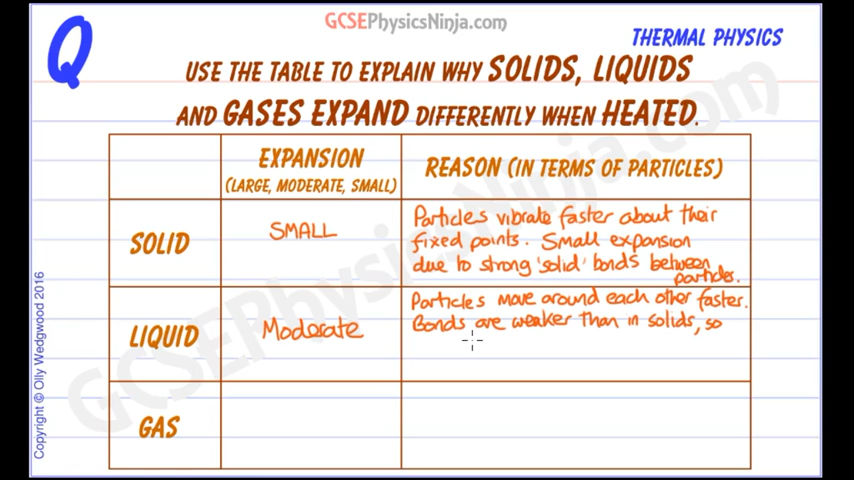 GCSEPhysicsNinja.com
Q
THERMAL PHYSICS
USE THE TABLE TO EXPLAIN WHY SOLIDS, LIQUIDS
AND GASES EXPAND DIFFERENTLY WHEN HEATED.
EXPANSION
(LARGE, MODERATE, SMALL)
REASON (IN TERMS OF PARTICLES)
SOLID
SMALL
Particles vibrate faster about their
fixed points. Small expansion
due to strong 'solid' bonds between
particles.
LIQUID
Moderate
Particles move around each other faster.
Bonds are weaker than in solids, so
GAS
Copyright © Olly Wedgwood 2016
GCSEPhysicsNinja.com